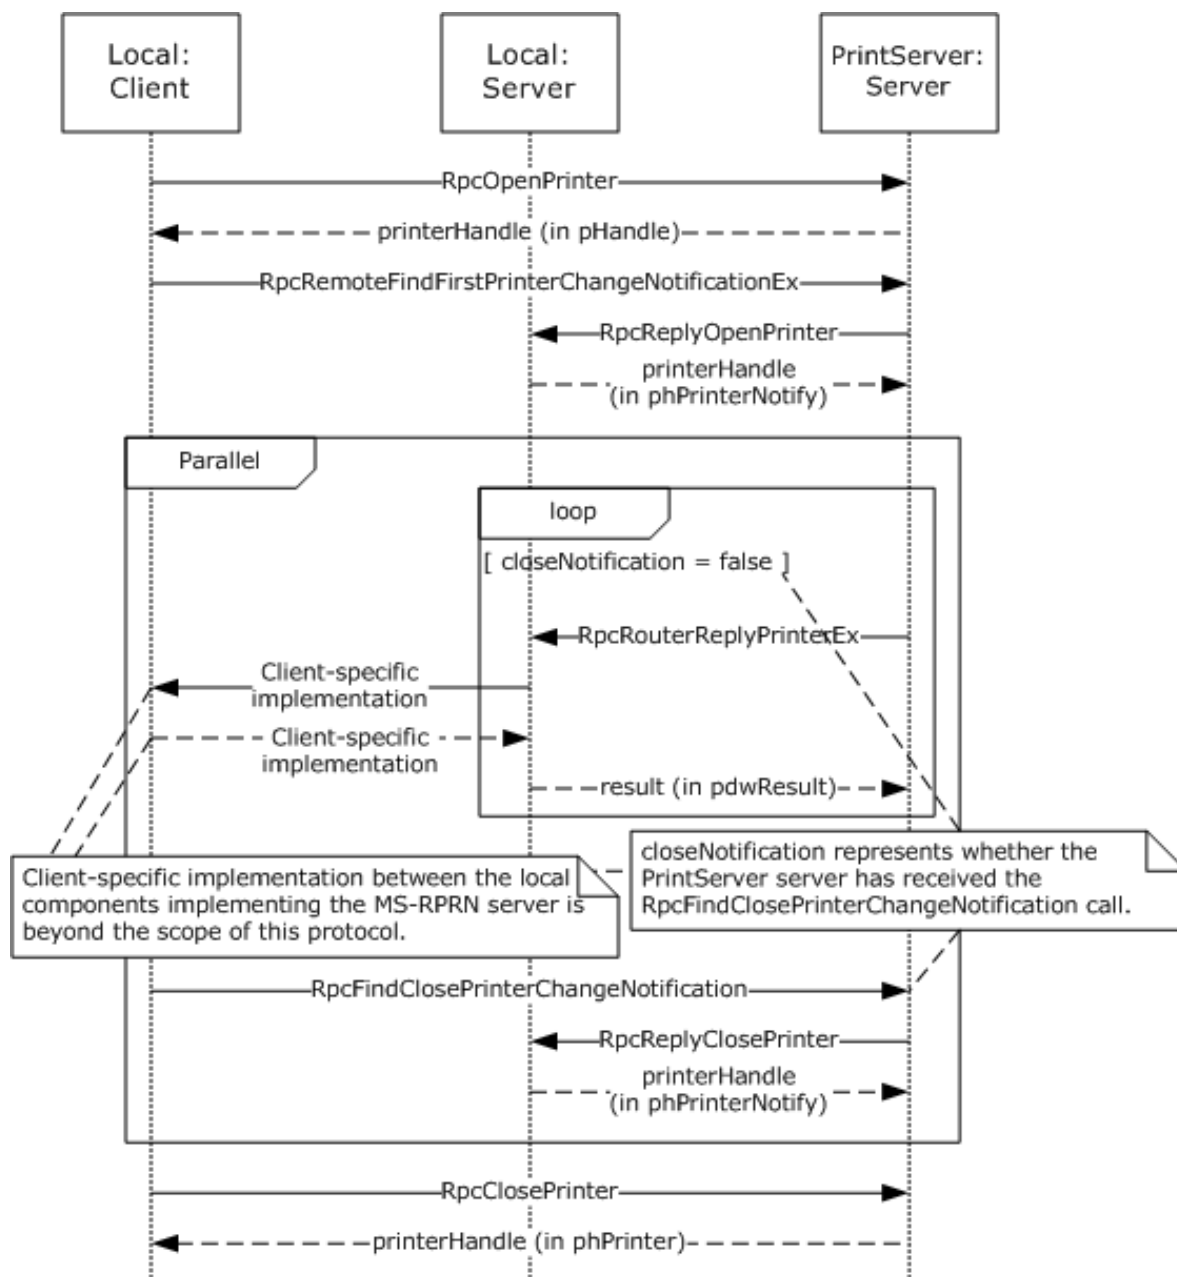 Local:
Client
Local:
Server
PrintServer:
Server
RpcOpenPrinter
printerHandle (in pHandle)
RpcRemoteFindFirstPrinterChangeNotificationEx
RpcReplyOpenPrinter
printerHandle
(in phPrinterNotify)
Parallel
loop
[ closeNotification = false ]
RpcRouterReplyPrinterEx
Client-specific
implementation
Client-specific
implementation
result (in pdwResult)
closeNotification represents whether the
PrintServer server has received the
RpcFindClosePrinterChangeNotification call.
Client-specific implementation between the local
components implementing the MS-RPRN server is
beyond the scope of this protocol.
RpcFindClosePrinterChangeNotification
RpcReplyClosePrinter
printerHandle
(in phPrinterNotify)
RpcClosePrinter
printerHandle (in phPrinter)